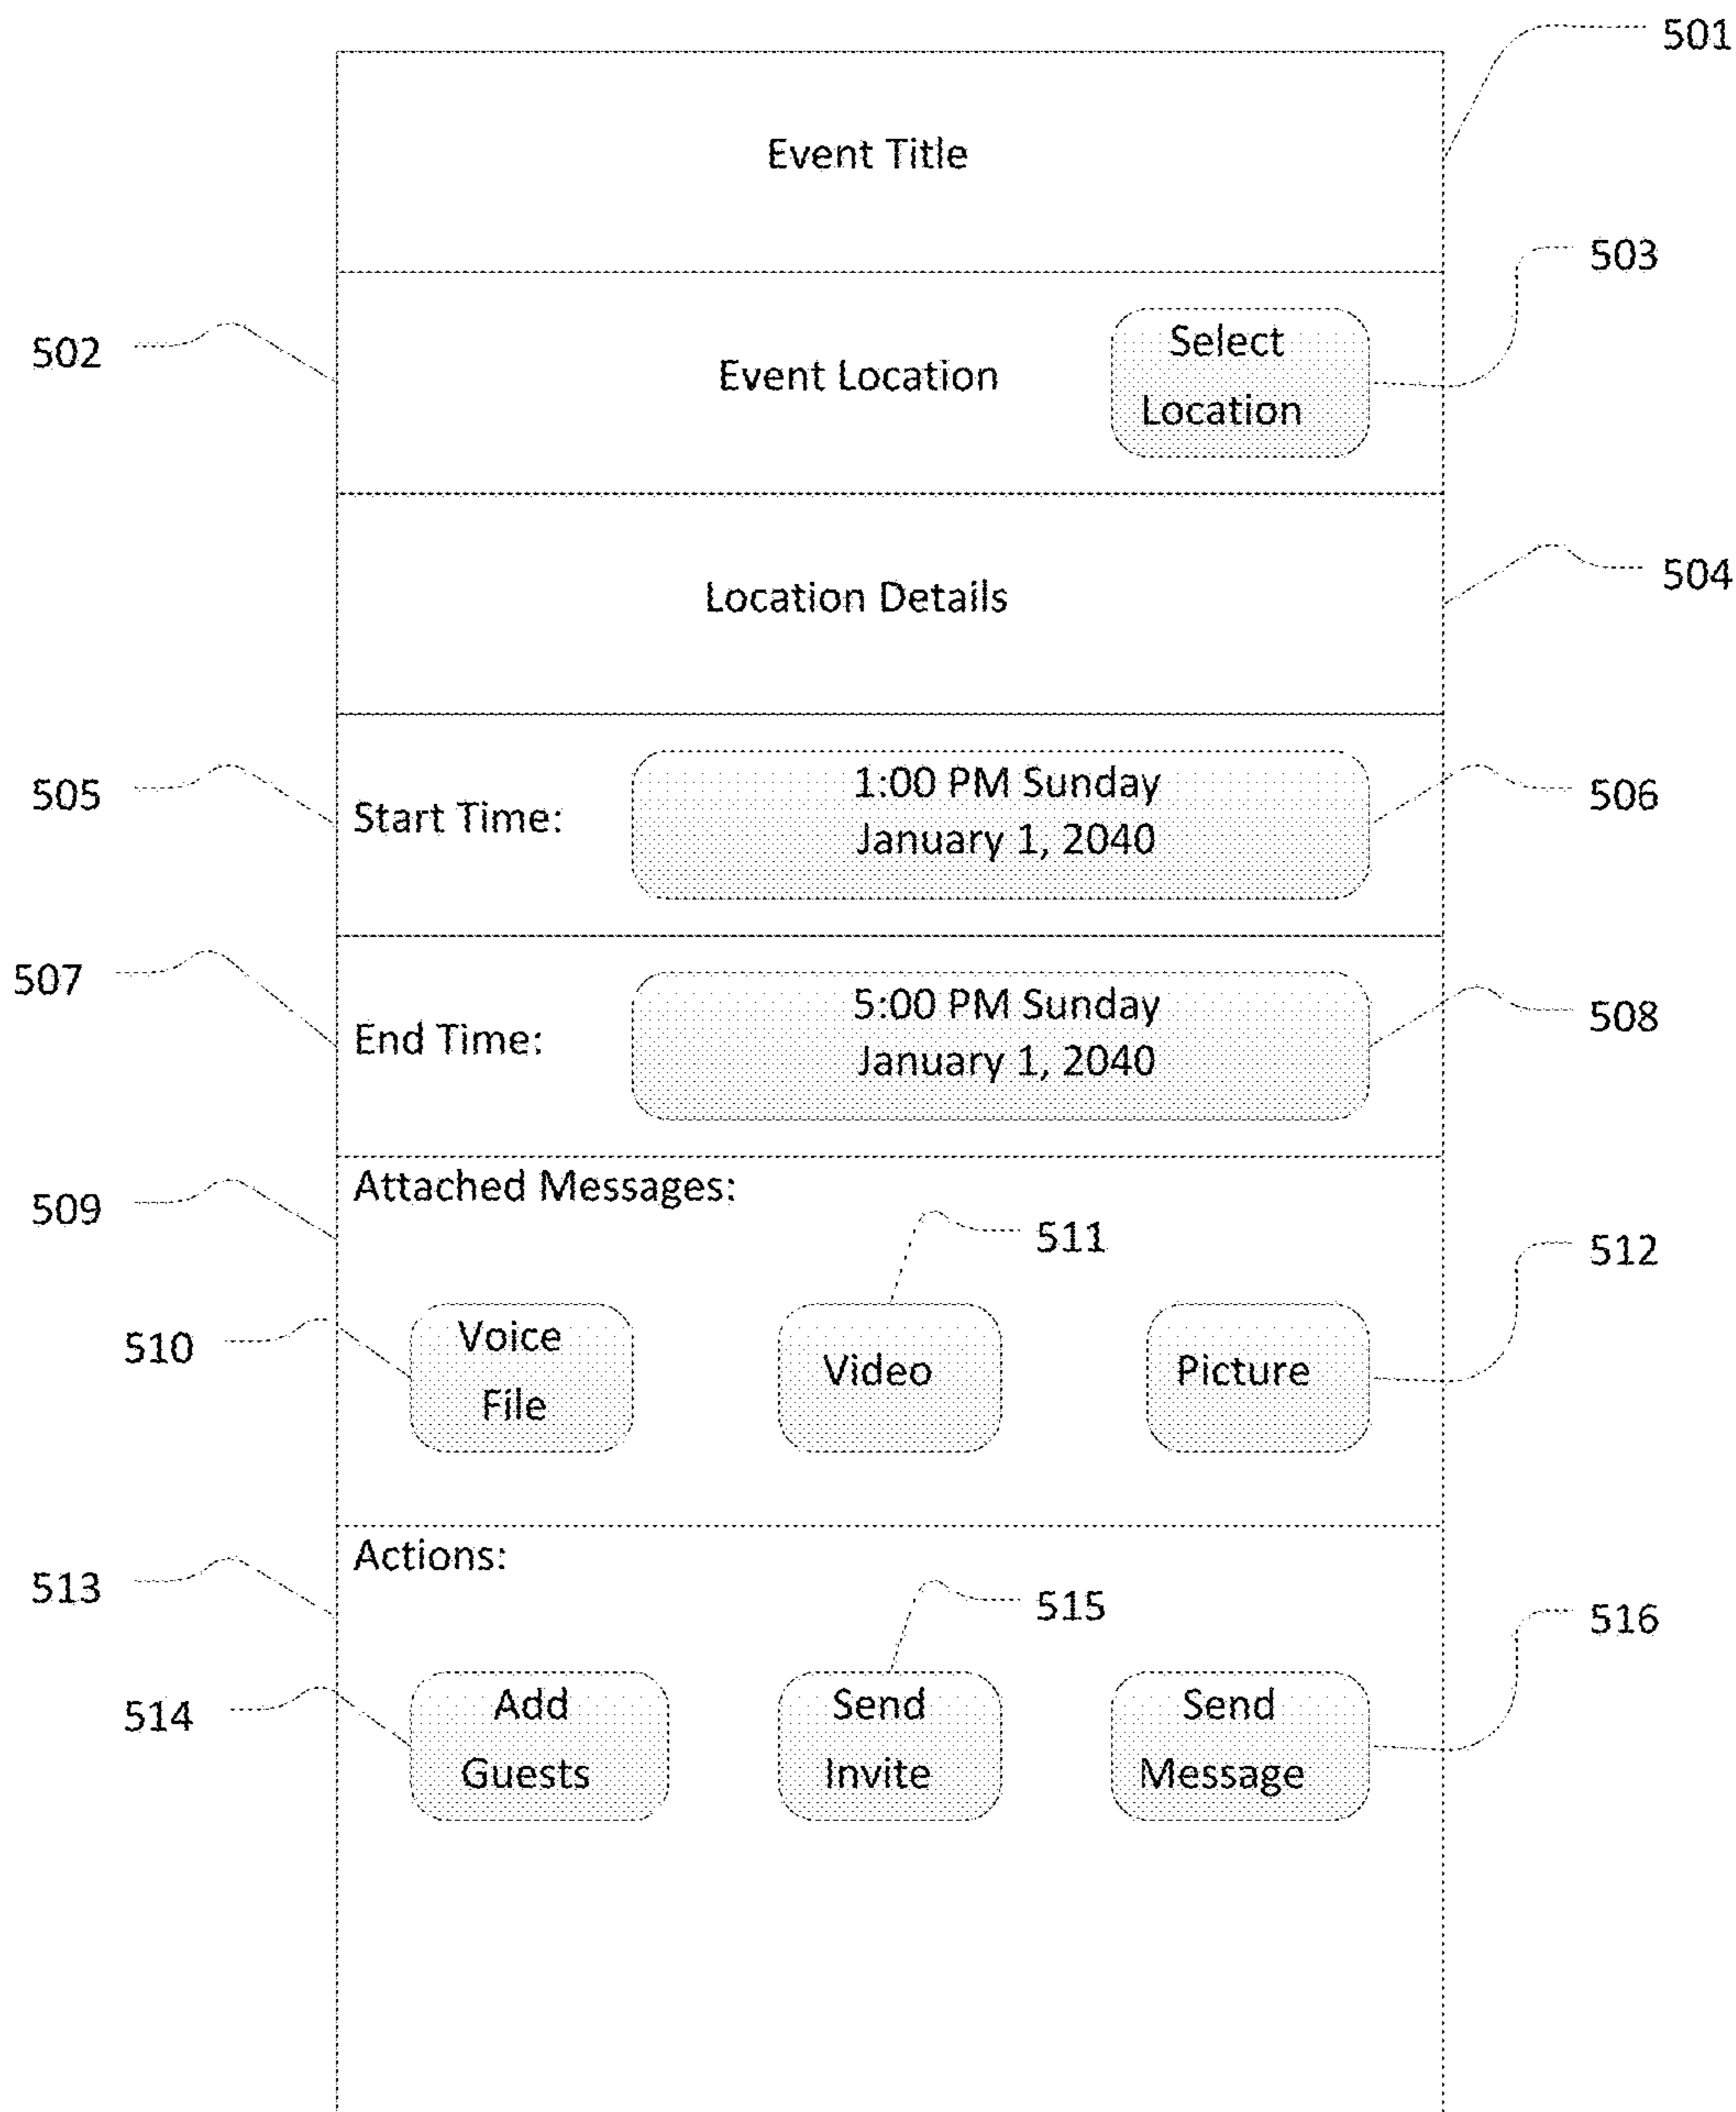 501
Event Title
503
502
Event Location
Select
Location
504
Location Details
505
Start Time:
1:00 PM Sunday
January 1, 2040
506
507
End Time:
5:00 PM Sunday
January 1, 2040
508
509
Attached Messages:
511
512
510
Voice
File
Video
Picture
513
Actions:
515
516
514
Add
Guests
Send
Invite
Send
Message